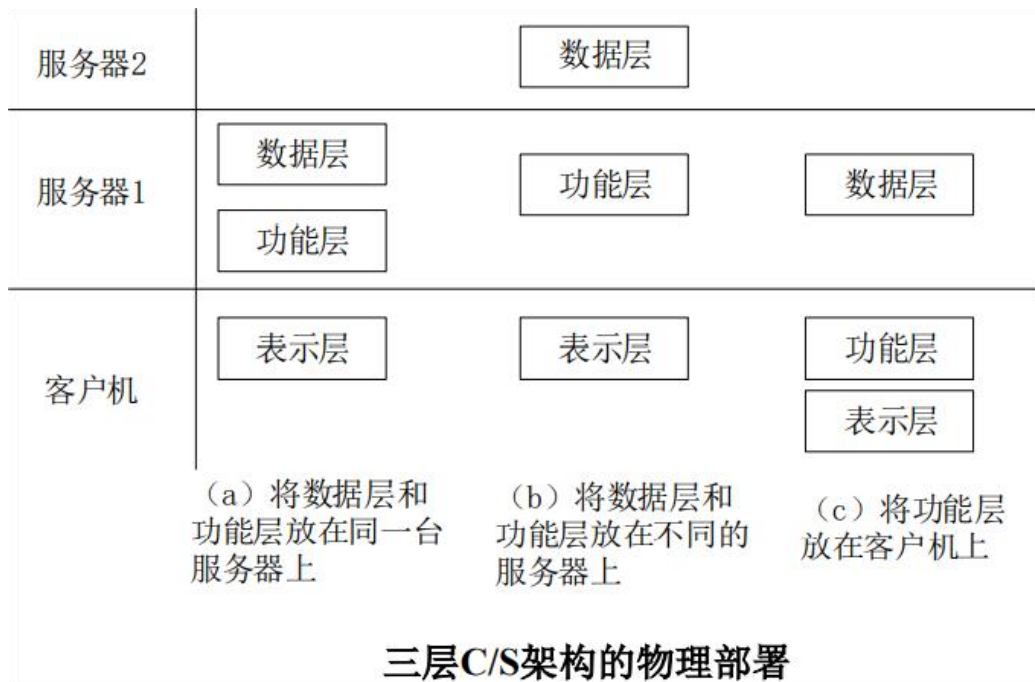 服务器2
数据层
服务器1
数据层
功能层
功能层
数据层
客户机
表示层
表示层
功能层
表示层
（a）将数据层和
功能层放在同一台
服务器上
（b）将数据层和
功能层放在不同的
服务器上
（c）将功能层
放在客户机上
三层C/S架构的物理部署